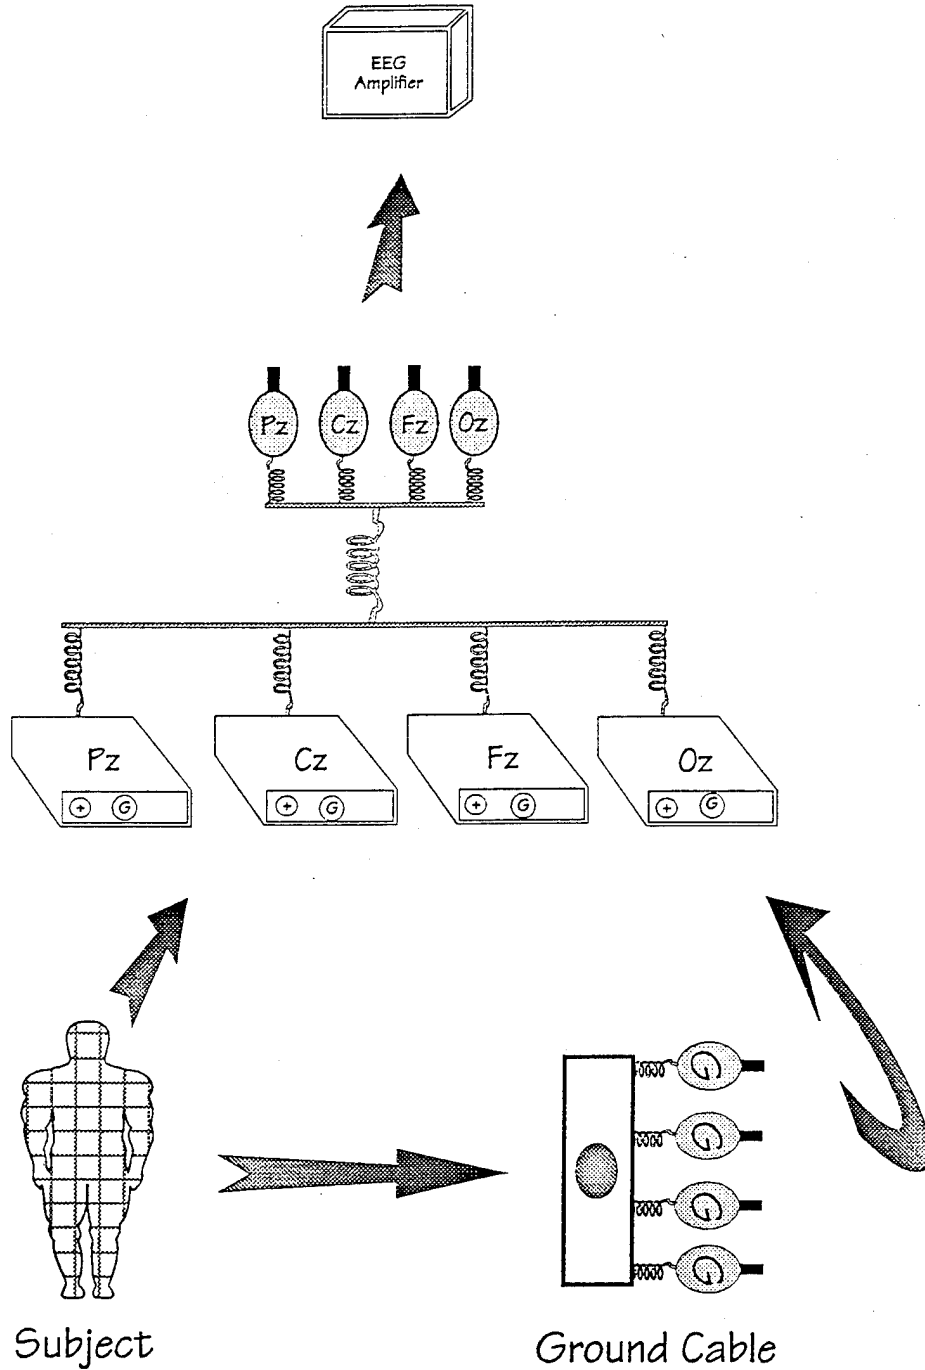 EEG
Amplifier
Pz Cz Fz Oz
Pz Cz Fz Oz
+ G + G + G + G
G
G
G
G
Subject
Ground Cable